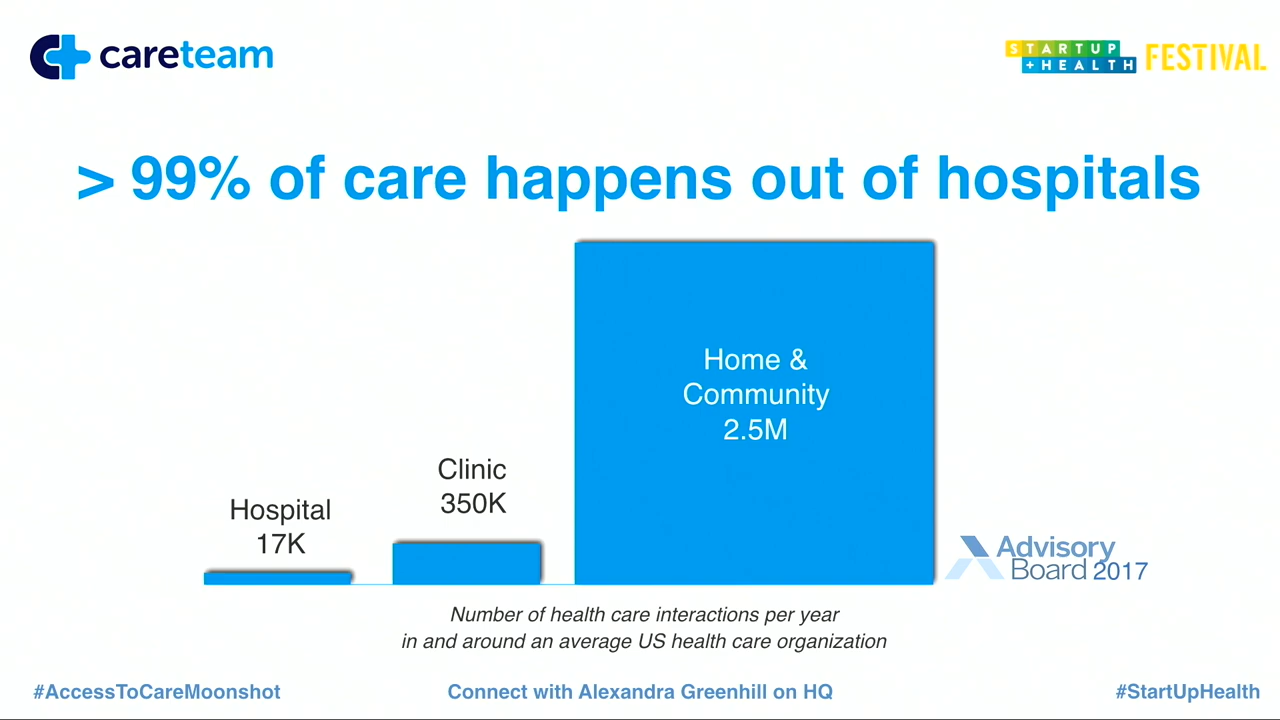 careteam
STARTUP
+HEALTH
FESTIVAL
> 99% of care happens out of hospitals
Home &
Community
2.5M
Clinic
350K
Hospital
17K
Advisory
Board 2017
Number of health care interactions per year
in and around an average US health care organization
#AccessToCareMoonshot
Connect with Alexandra Greenhill on HQ
#StartUpHealth